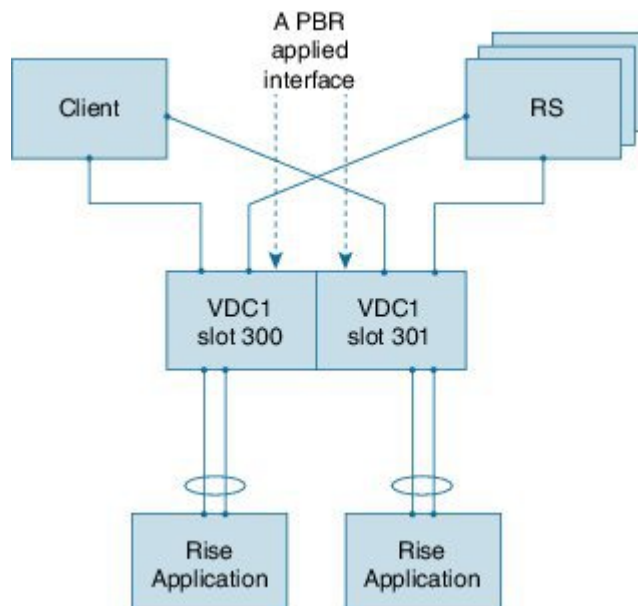 A PBR
applied
interface
Client
RS
VDC1
slot 300
VDC1
slot 301
Rise
Application
Rise
Application